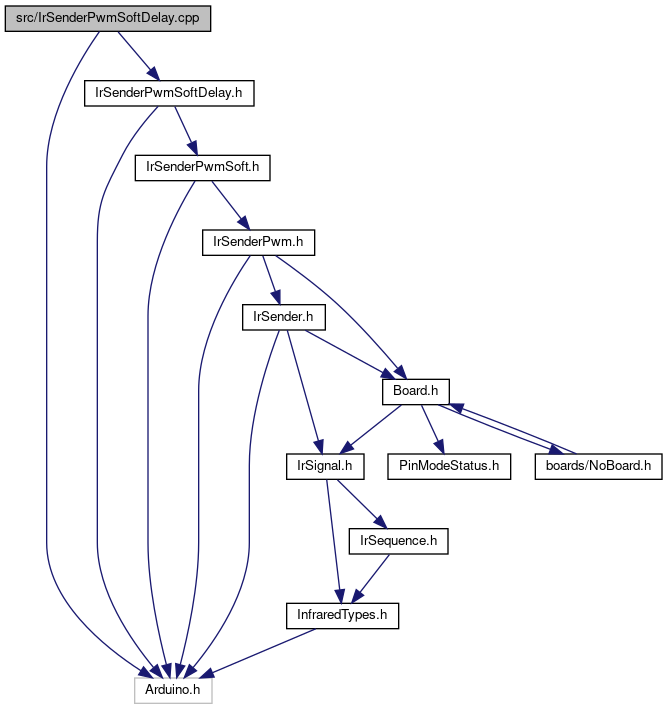 src/IrSenderPwmSoftDelay.cpp
IrSenderPwmSoftDelay.h
IrSenderPwmSoft.h
IrSenderPwm.h
IrSender.h
Board.h
IrSignal.h
PinModeStatus.h
boards/NoBoard.h
IrSequence.h
InfraredTypes.h
Arduino.h